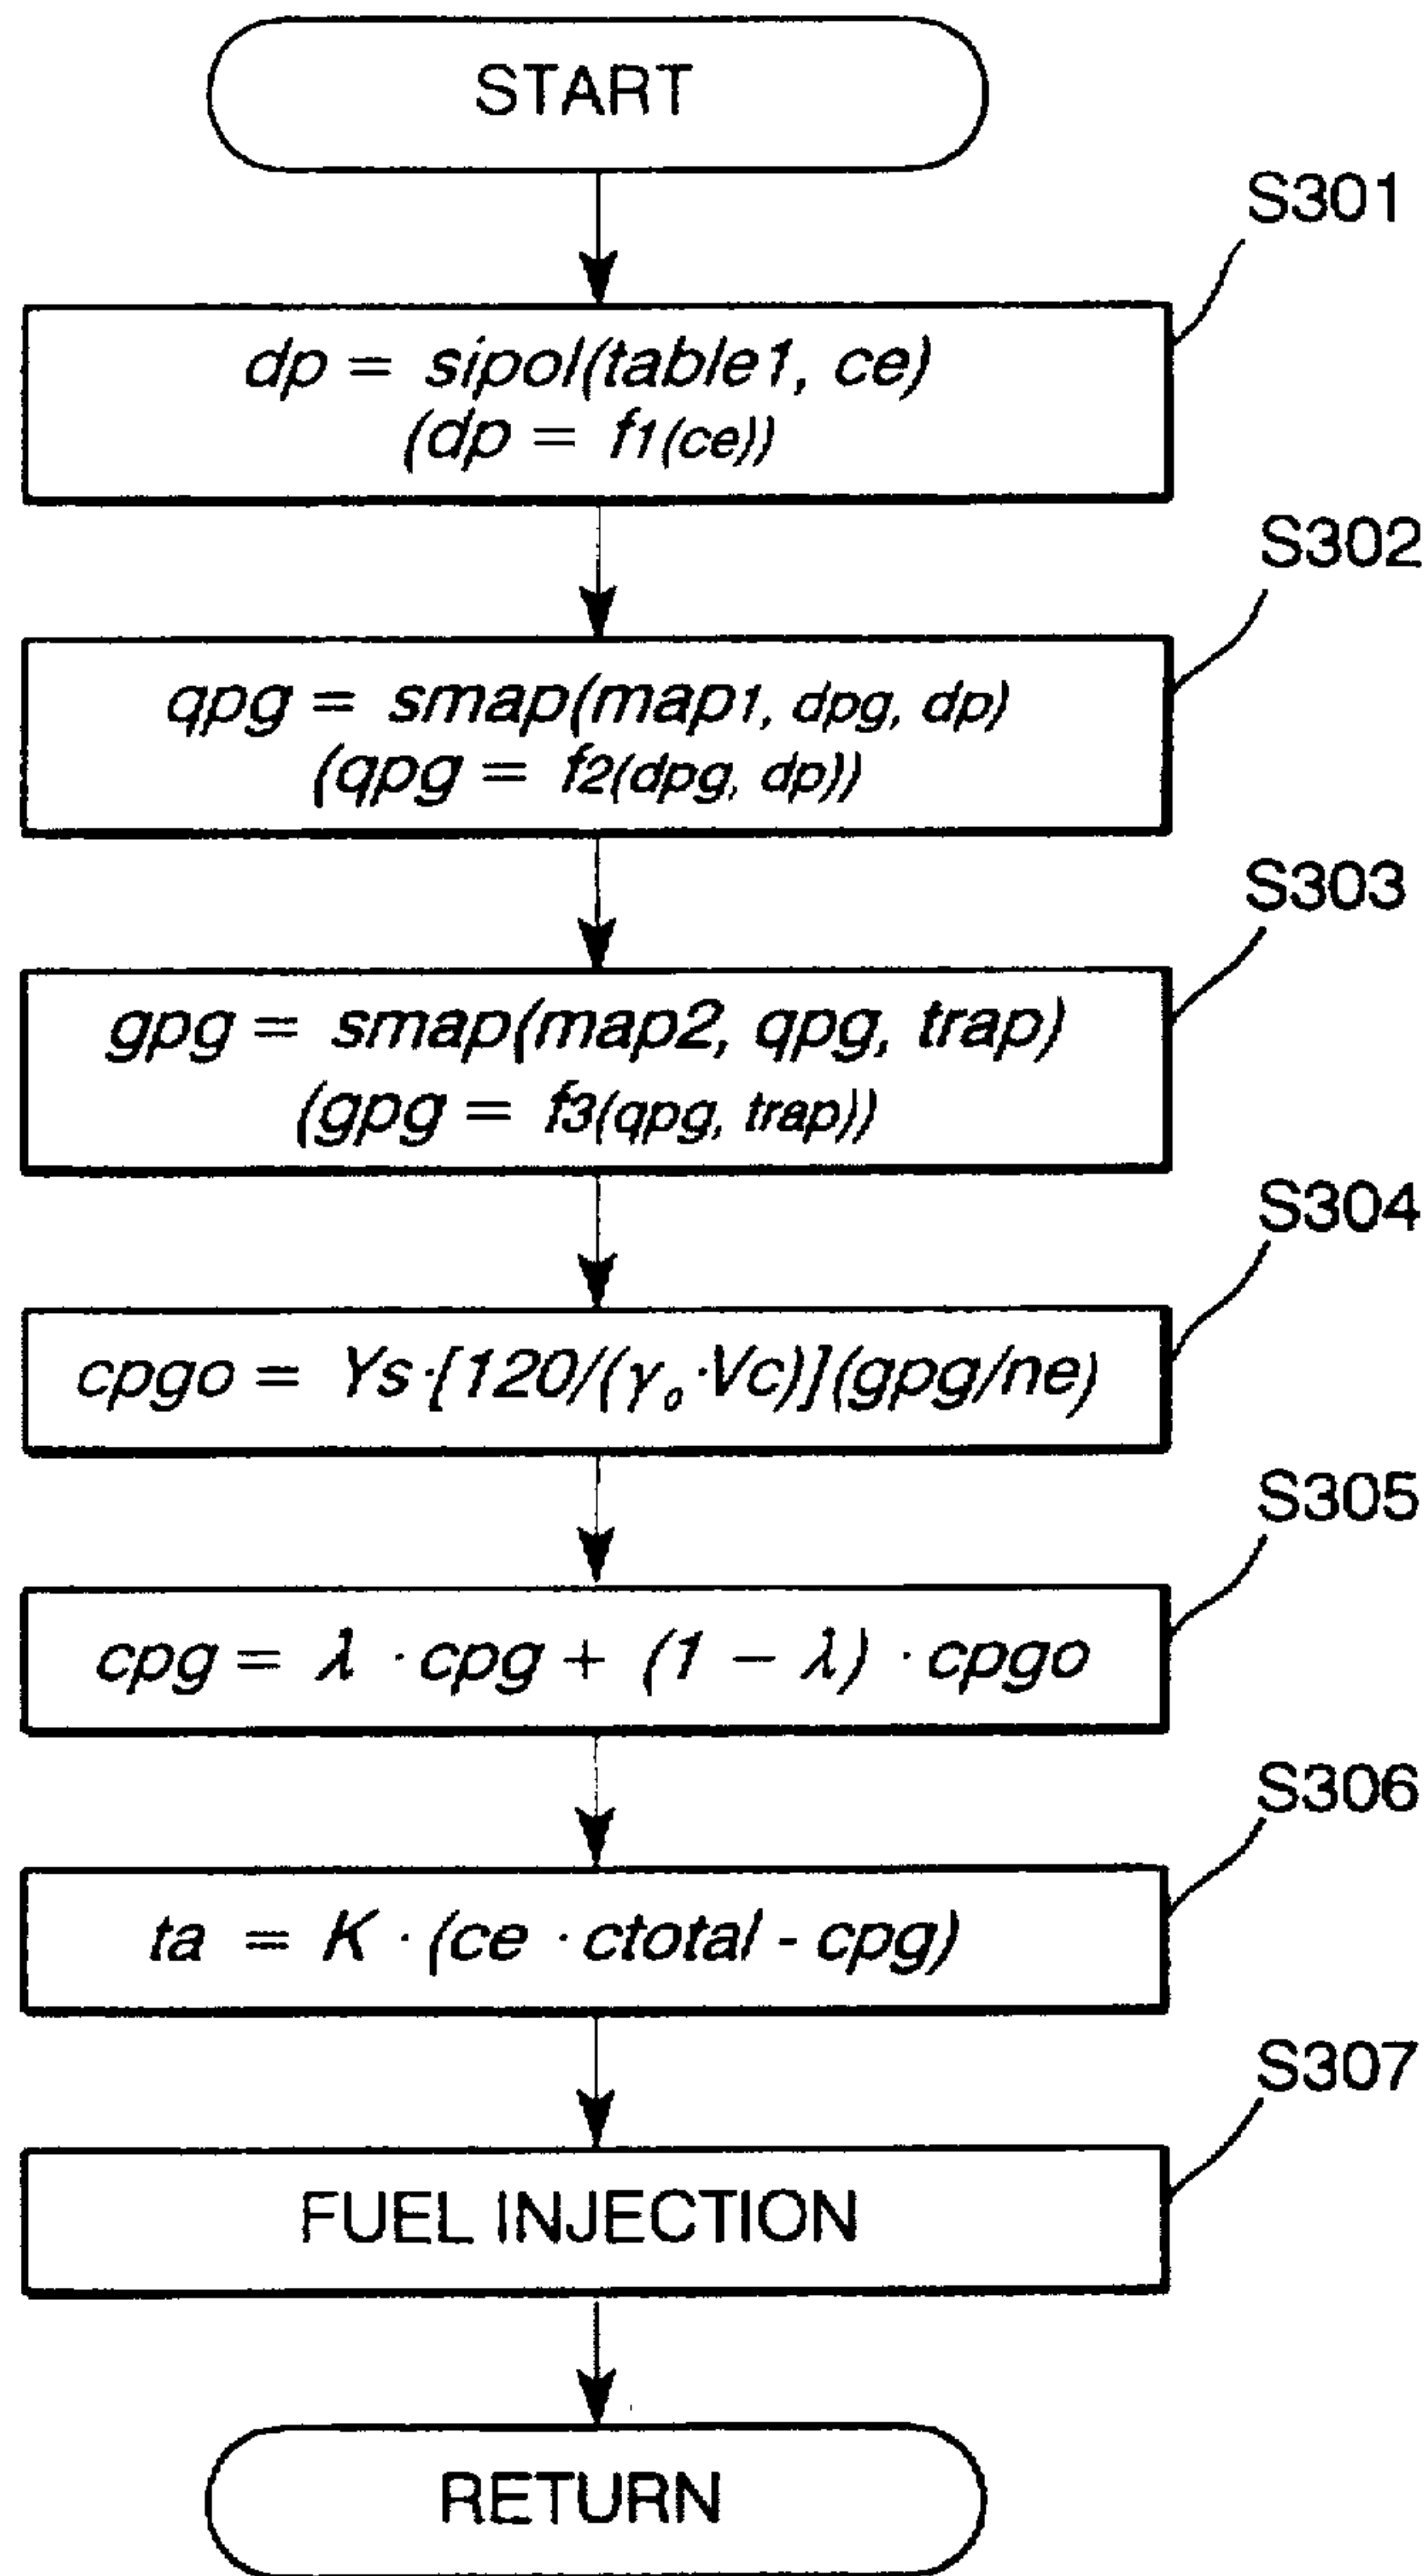 START
S301
dp = sipol(table1, ce)
(dp = f1(ce))
S302
qpg = smap(map1, dpg, dp)
(qpg = f2(dpg, dp))
S303
gpg = smap(map2, qpg, trap)
(gpg = f3(qpg, trap))
S304
cpgo = Ys·[120/(γ₀·Vc)](gpg/ne)
S305
cpg = λ · cpg + (1 − λ) · cpgo
S306
ta = K · (ce · ctotal - cpg)
S307
FUEL INJECTION
RETURN